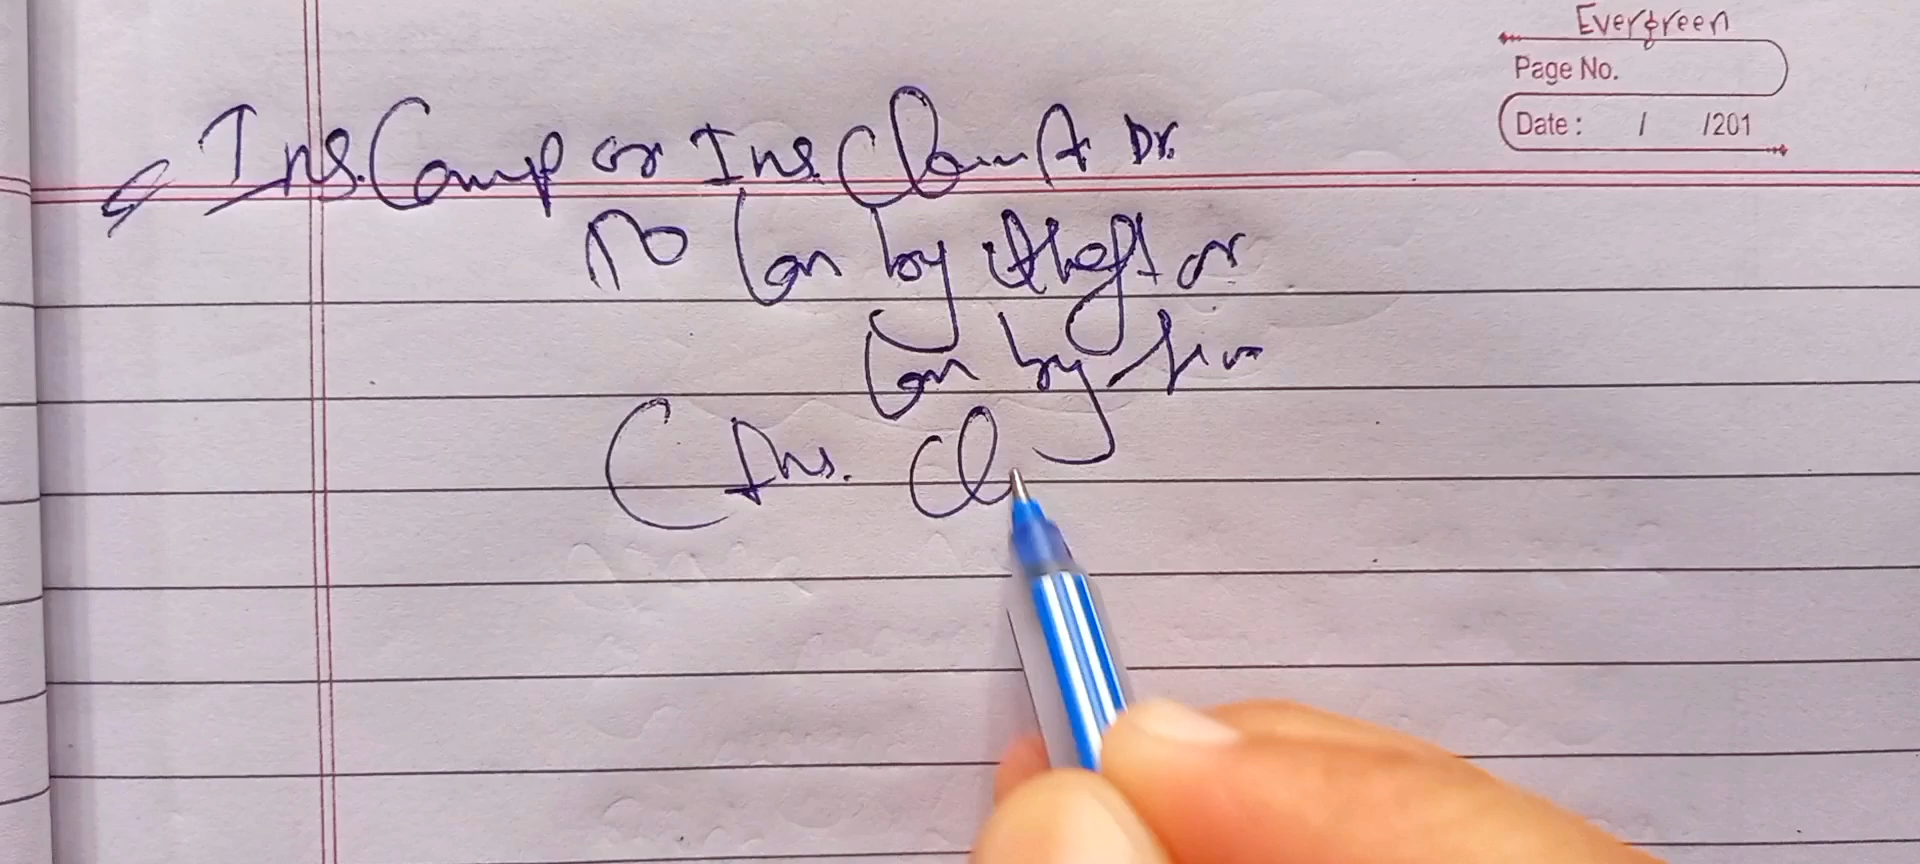 Evergreen
Page No.
Date : / /201
Ins. Comp or Ins. Claim A Dr.
To Loss by theft or
Loss by fire
( Ins. Cl